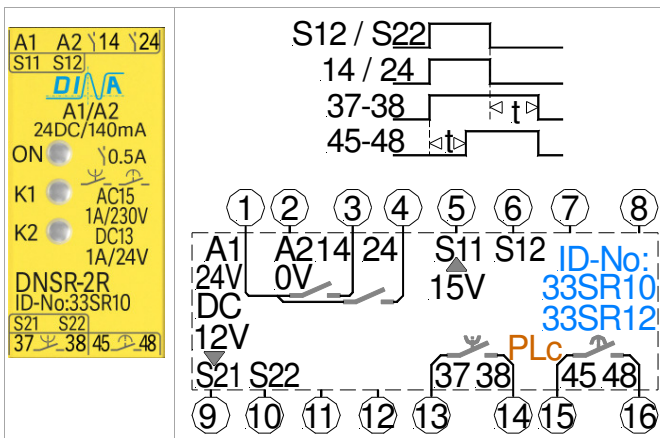 A1 A2 14 24
S11 S12
DINA
A1/A2
24DC/140mA
ON 0.5A
K1 AC15
1A/230V
K2 DC13
1A/24V
DNSR-2R
ID-No:33SR10
S21 S22
37 38 45 48
S12 / S22
14 / 24
37-38 t
45-48 t
1 2 3 4 5 6 7 8
A1 A2 14 24 S11 S12 ID-No:
24V 0V 15V 33SR10
DC 33SR12
12V PLc
S21 S22 37 38 45 48
9 10 11 12 13 14 15 16